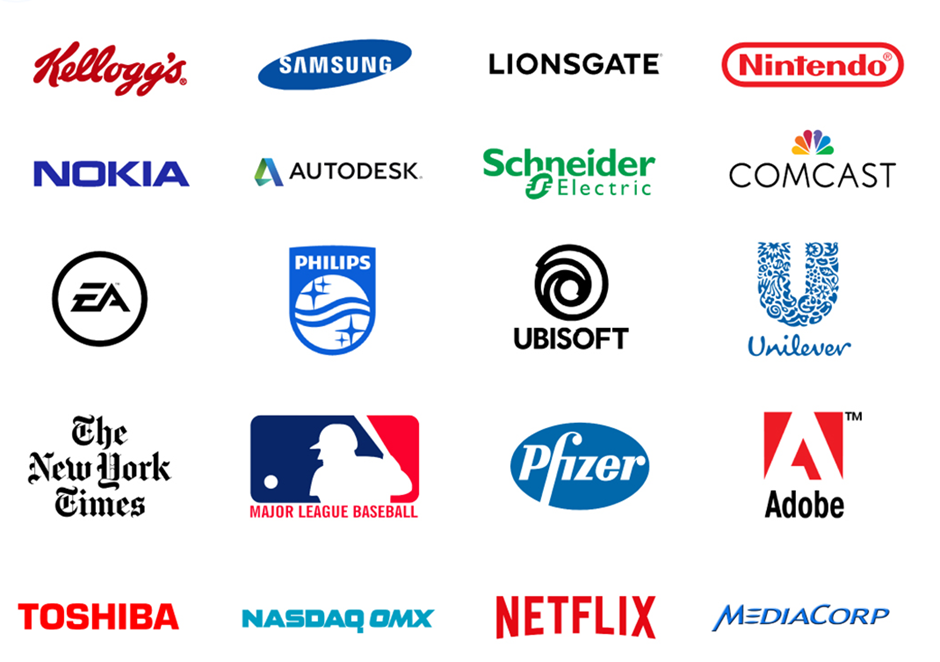 Kellogg's®
SAMSUNG
LIONSGATE
Nintendo®
NOKIA
AUTODESK.
Schneider
Electric
COMCAST
EA
PHILIPS
UBISOFT
U
Unilever
The
New York
Times
MAJOR LEAGUE BASEBALL
Pfizer
A™
Adobe
TOSHIBA
NASDAQ OMX
NETFLIX
MEDIACORP